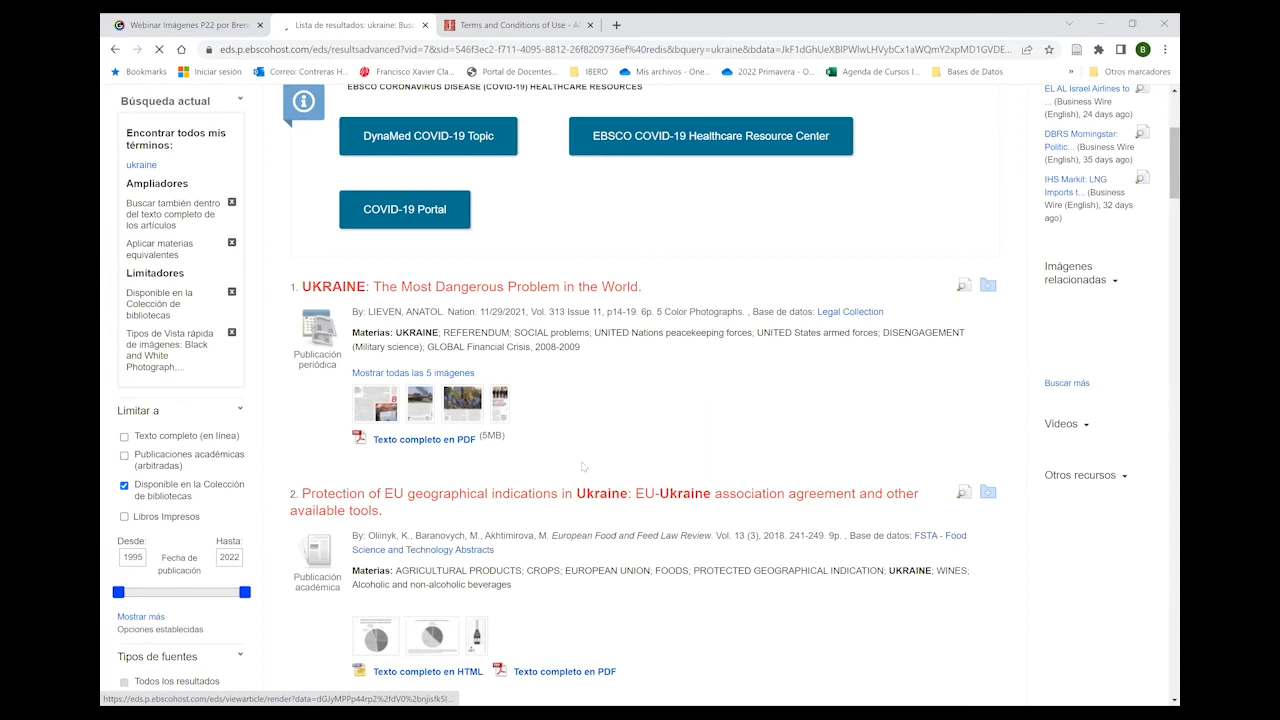 Webinar Imágenes P22 por Bren
Lista de resultados: ukraine: Bus
Terms and Conditions of Use - A
eds.p.ebscohost.com/eds/resultsadvanced?vid=7&sid=546f3ec2-f711-4095-8812-26f8209736ef%40redis&bquery=ukraine&bdata=JkF1dGhUeXBlPWlwLHVybCx1aWQmY2xpMD1GVDE...
B
Bookmarks
Iniciar sesión
Correo: Contreras H...
Francisco Xavier Cla...
Portal de Docentes...
IBERO
Mis archivos - One...
2022 Primavera - O...
Agenda de Cursos I...
Bases de Datos
»
Otros marcadores
Búsqueda actual
Encontrar todos mis
términos:
ukraine
Ampliadores
Buscar también dentro
del texto completo de
los artículos
Aplicar materias
equivalentes
Limitadores
Disponible en la
Colección de
bibliotecas
Tipos de Vista rápida
de imágenes: Black
and White
Photograph,...
Limitar a
Texto completo (en línea)
Publicaciones académicas
(arbitradas)
Disponible en la Colección
de bibliotecas
Libros Impresos
Desde:
Hasta:
1995
Fecha de
publicación
2022
Mostrar más
Opciones establecidas
Tipos de fuentes
Todos los resultados
EBSCO CORONAVIRUS DISEASE (COVID-19) HEALTHCARE RESOURCES
DynaMed COVID-19 Topic
EBSCO COVID-19 Healthcare Resource Center
COVID-19 Portal
1. UKRAINE: The Most Dangerous Problem in the World.
By: LIEVEN, ANATOL. Nation. 11/29/2021, Vol. 313 Issue 11, p14-19. 6p. 5 Color Photographs. , Base de datos: Legal Collection
Publicación
periódica
Materias: UKRAINE; REFERENDUM; SOCIAL problems; UNITED Nations peacekeeping forces; UNITED States armed forces; DISENGAGEMENT
(Military science); GLOBAL Financial Crisis, 2008-2009
Mostrar todas las 5 imágenes
Texto completo en PDF (5MB)
2. Protection of EU geographical indications in Ukraine: EU-Ukraine association agreement and other
available tools.
By: Oliinyk, K., Baranovych, M., Akhtimirova, M. European Food and Feed Law Review. Vol. 13 (3), 2018. 241-249. 9p. , Base de datos: FSTA - Food
Science and Technology Abstracts
Publicación
académica
Materias: AGRICULTURAL PRODUCTS; CROPS; EUROPEAN UNION; FOODS; PROTECTED GEOGRAPHICAL INDICATION; UKRAINE; WINES;
Alcoholic and non-alcoholic beverages
Texto completo en HTML
Texto completo en PDF
EL AL Israel Airlines to
... (Business Wire
(English), 24 days ago)
DBRS Morningstar:
Politic... (Business Wire
(English), 35 days ago)
IHS Markit: LNG
Imports t... (Business
Wire (English), 32 days
ago)
Imágenes
relacionadas
Buscar más
Videos
Otros recursos